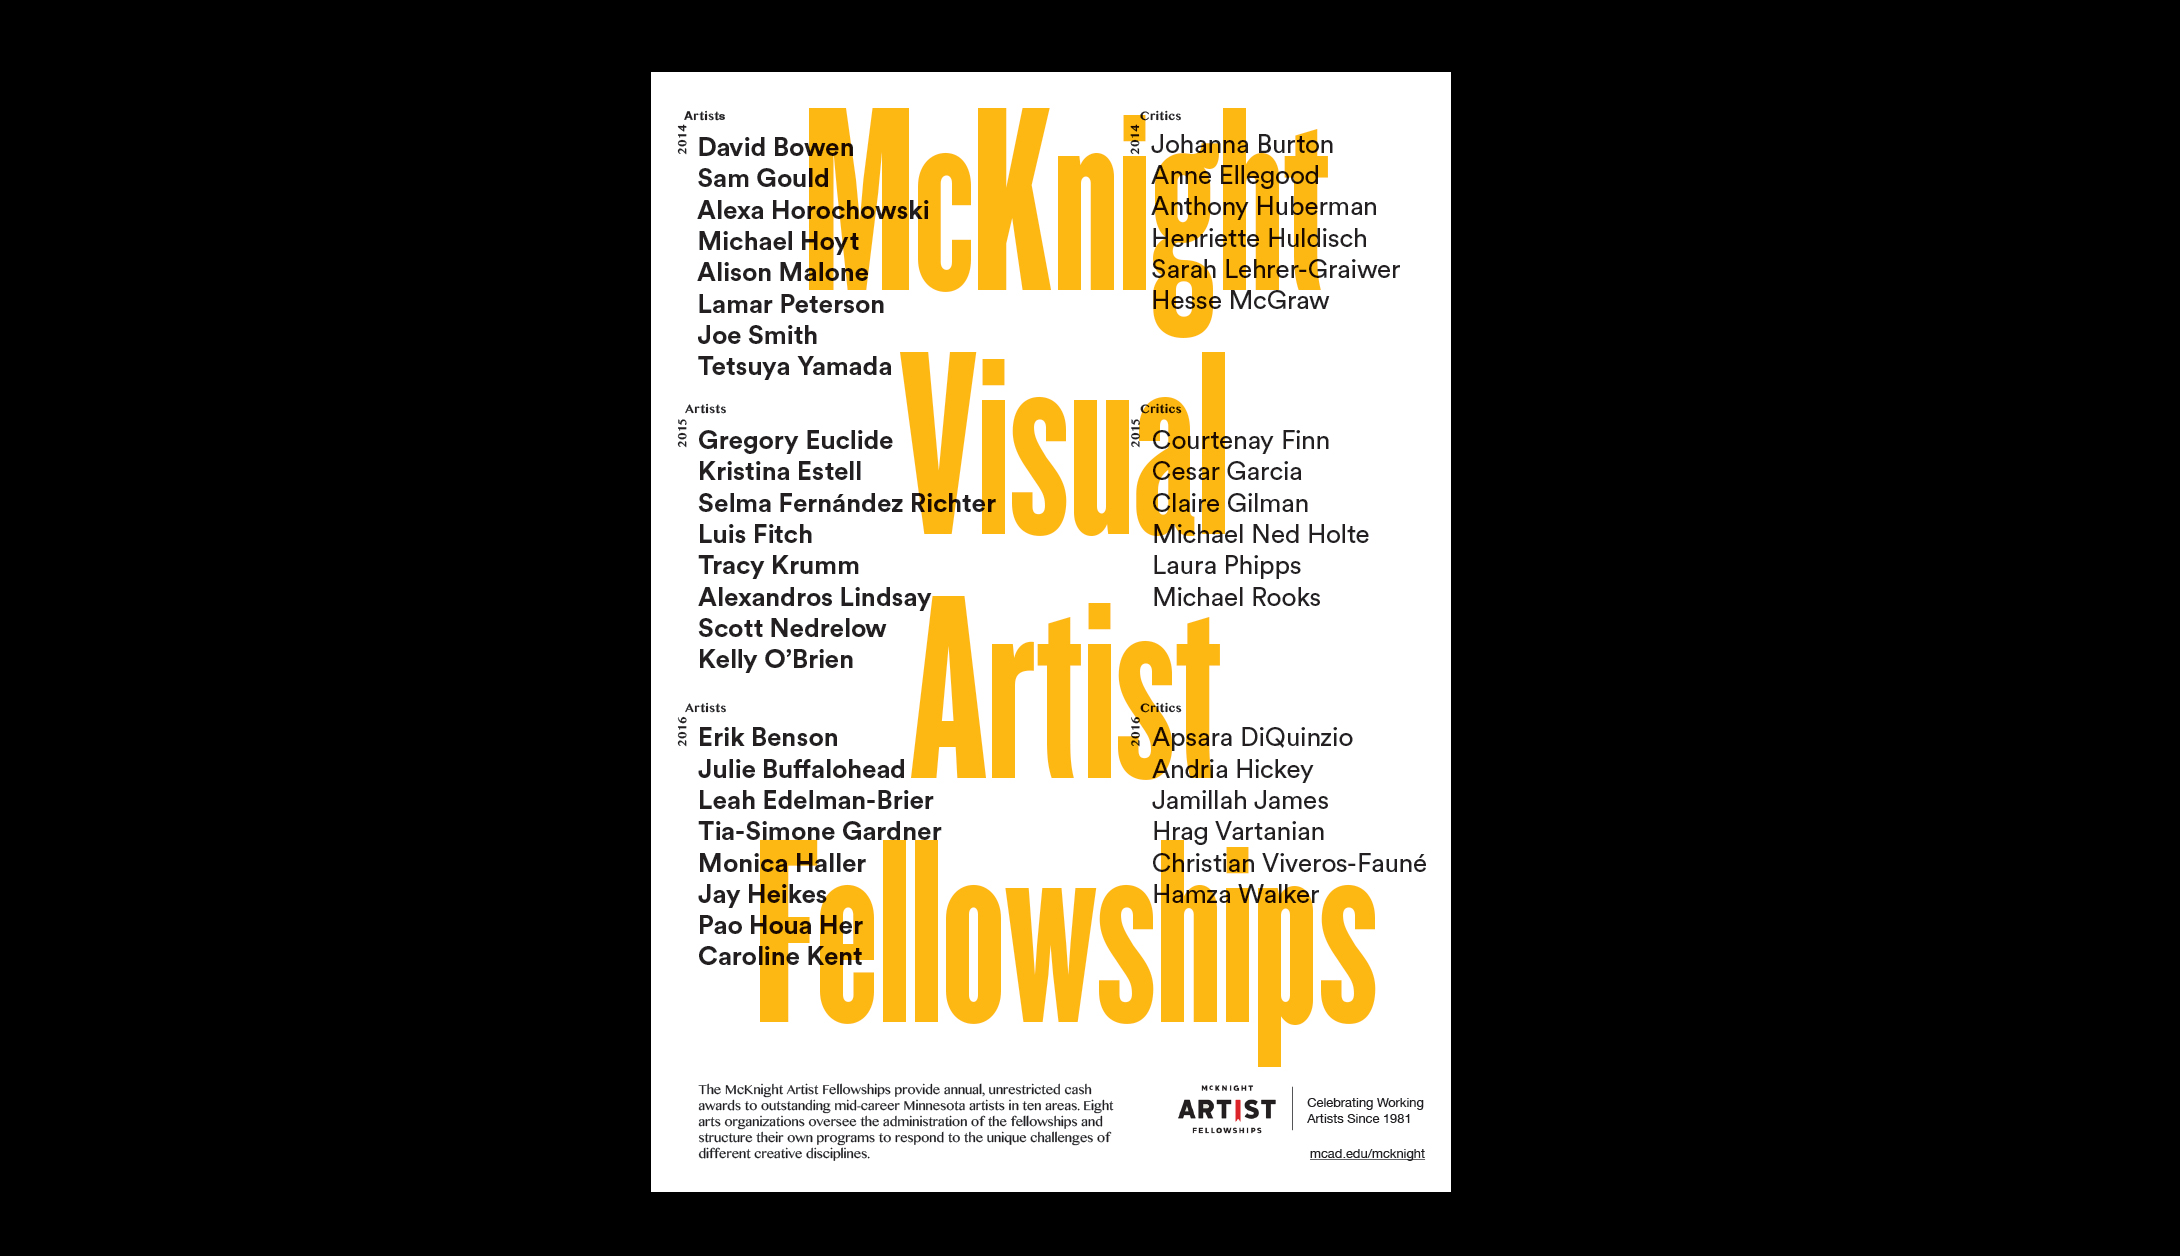 McKnight
Visual
Artist
Fellowships
Artists
2014
David Bowen
Sam Gould
Alexa Horochowski
Michael Hoyt
Alison Malone
Lamar Peterson
Joe Smith
Tetsuya Yamada
Critics
2014
Johanna Burton
Anne Ellegood
Anthony Huberman
Henriette Huldisch
Sarah Lehrer-Graiwer
Hesse McGraw
Artists
2015
Gregory Euclide
Kristina Estell
Selma Fernández Richter
Luis Fitch
Tracy Krumm
Alexandros Lindsay
Scott Nedrelow
Kelly O’Brien
Critics
2015
Courtenay Finn
Cesar Garcia
Claire Gilman
Michael Ned Holte
Laura Phipps
Michael Rooks
Artists
2016
Erik Benson
Julie Buffalohead
Leah Edelman-Brier
Tia-Simone Gardner
Monica Haller
Jay Heikes
Pao Houa Her
Caroline Kent
Critics
2016
Apsara DiQuinzio
Andria Hickey
Jamillah James
Hrag Vartanian
Christian Viveros-Fauné
Hamza Walker
The McKnight Artist Fellowships provide annual, unrestricted cash
awards to outstanding mid-career Minnesota artists in ten areas. Eight
arts organizations oversee the administration of the fellowships and
structure their own programs to respond to the unique challenges of
different creative disciplines.
McKNIGHT
ARTIST
FELLOWSHIPS
Celebrating Working
Artists Since 1981
mcad.edu/mcknight